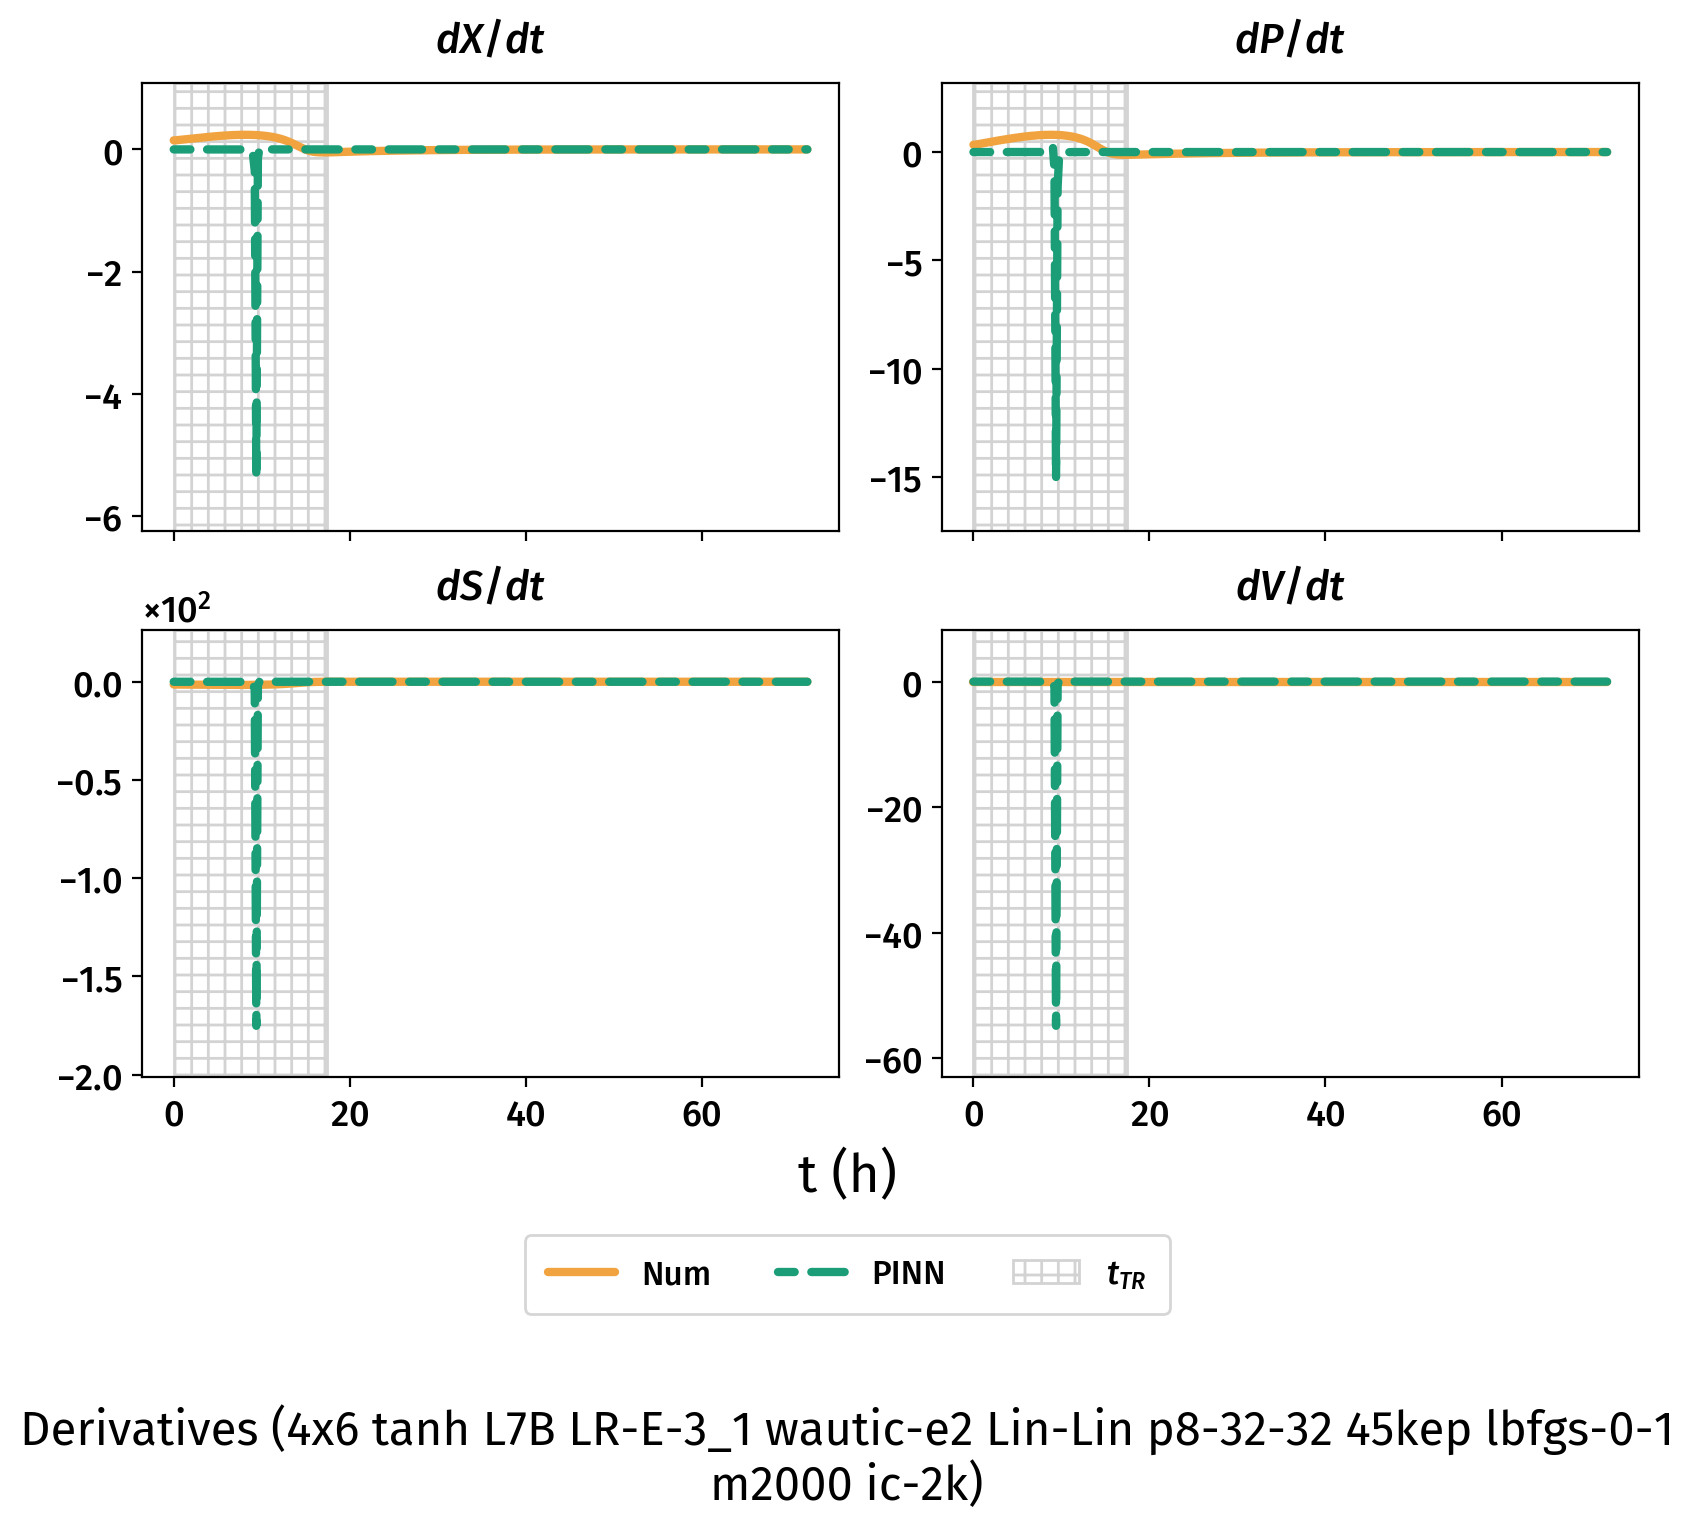 dX/dt
dP/dt
0
−2
−4
−6
0
−5
−10
−15
dS/dt
dV/dt
×10²
0.0
−0.5
−1.0
−1.5
−2.0
0
−20
−40
−60
0 20 40 60
0 20 40 60
t (h)
Num PINN t_TR
Derivatives (4x6 tanh L7B LR-E-3_1 wautic-e2 Lin-Lin p8-32-32 45kep lbfgs-0-1
m2000 ic-2k)